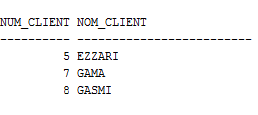 NUM_CLIENT NOM_CLIENT
---------- -------------------------
5 EZZARI
7 GAMA
8 GASMI